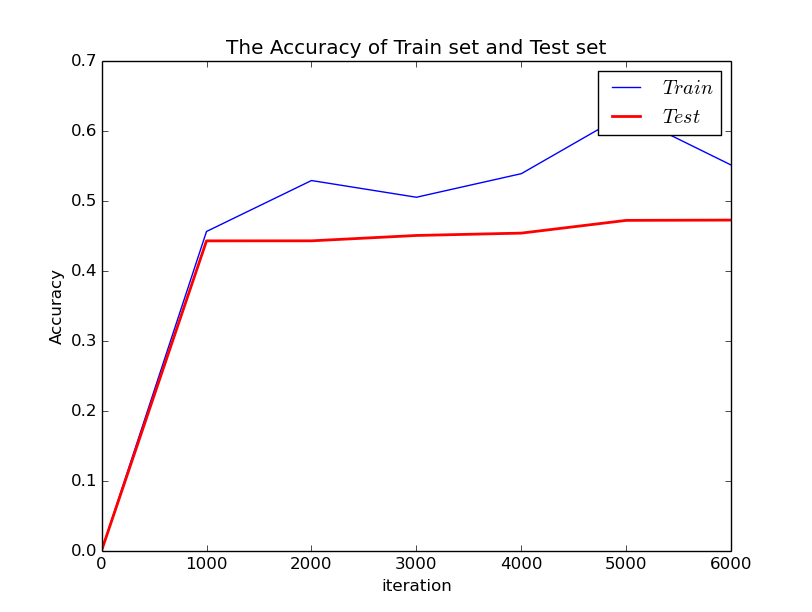 The Accuracy of Train set and Test set
0.7
0.6
0.5
0.4
0.3
0.2
0.1
0.0
Accuracy
Train
Test
0 1000 2000 3000 4000 5000 6000
iteration